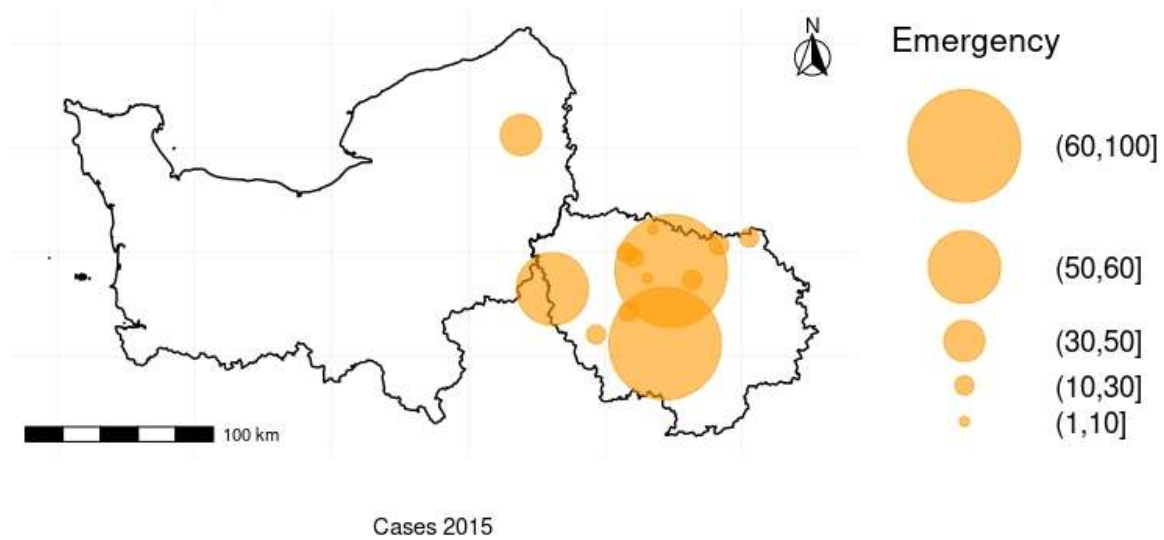 N
Emergency
(60,100]
(50,60]
(30,50]
(10,30]
(1,10]
100 km
Cases 2015